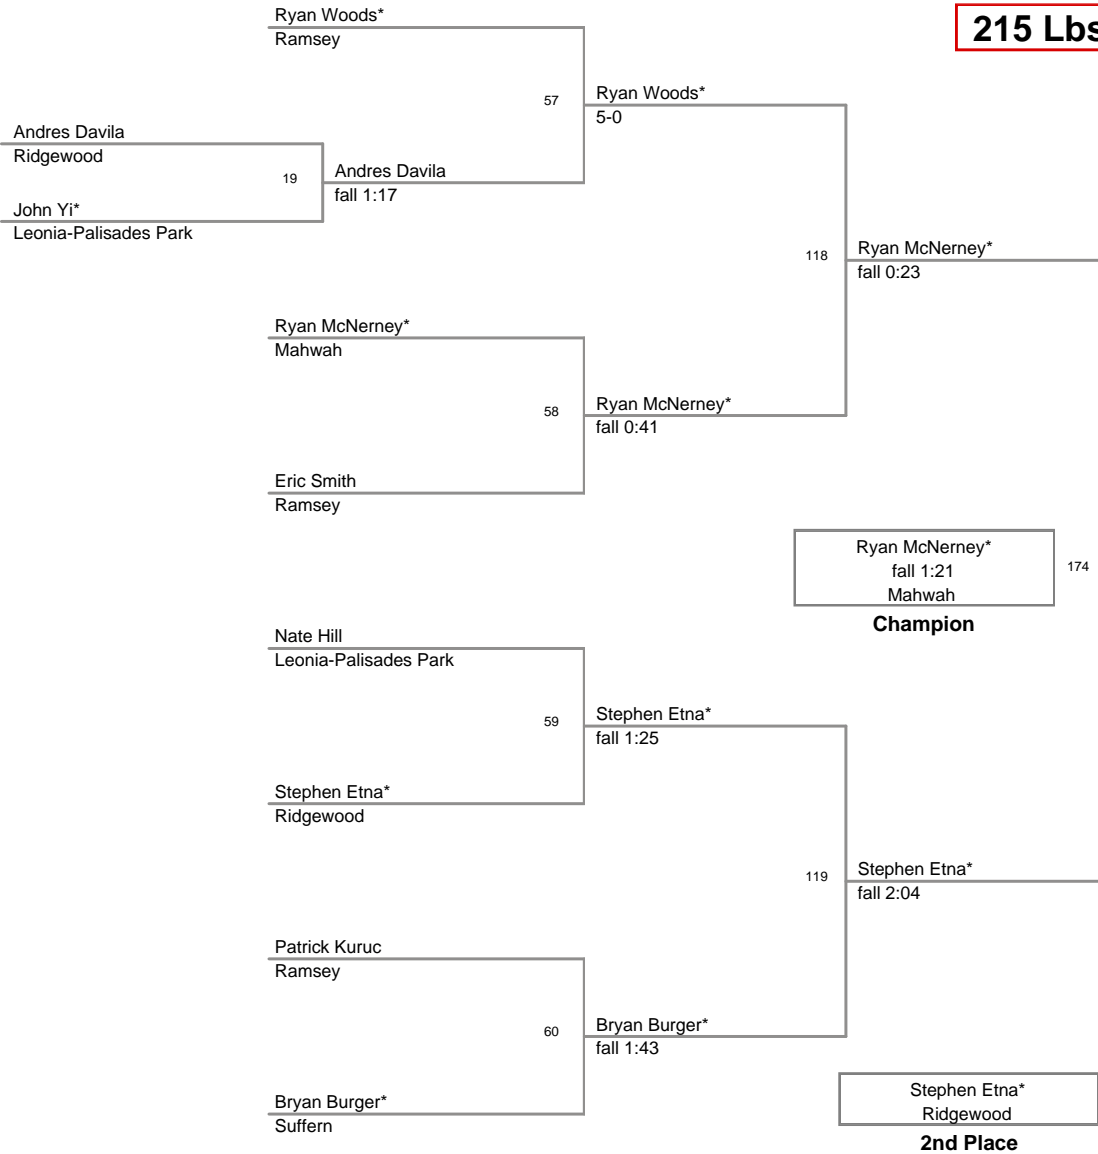 Ryan Woods*
Ramsey
215 Lbs
57
Ryan Woods*
5-0
Andres Davila
Ridgewood
19
Andres Davila
fall 1:17
John Yi*
Leonia-Palisades Park
118
Ryan McNerney*
fall 0:23
Ryan McNerney*
Mahwah
58
Ryan McNerney*
fall 0:41
Eric Smith
Ramsey
Ryan McNerney*
fall 1:21
Mahwah
174
Champion
Nate Hill
Leonia-Palisades Park
59
Stephen Etna*
fall 1:25
Stephen Etna*
Ridgewood
119
Stephen Etna*
fall 2:04
Patrick Kuruc
Ramsey
60
Bryan Burger*
fall 1:43
Bryan Burger*
Suffern
Stephen Etna*
Ridgewood
2nd Place